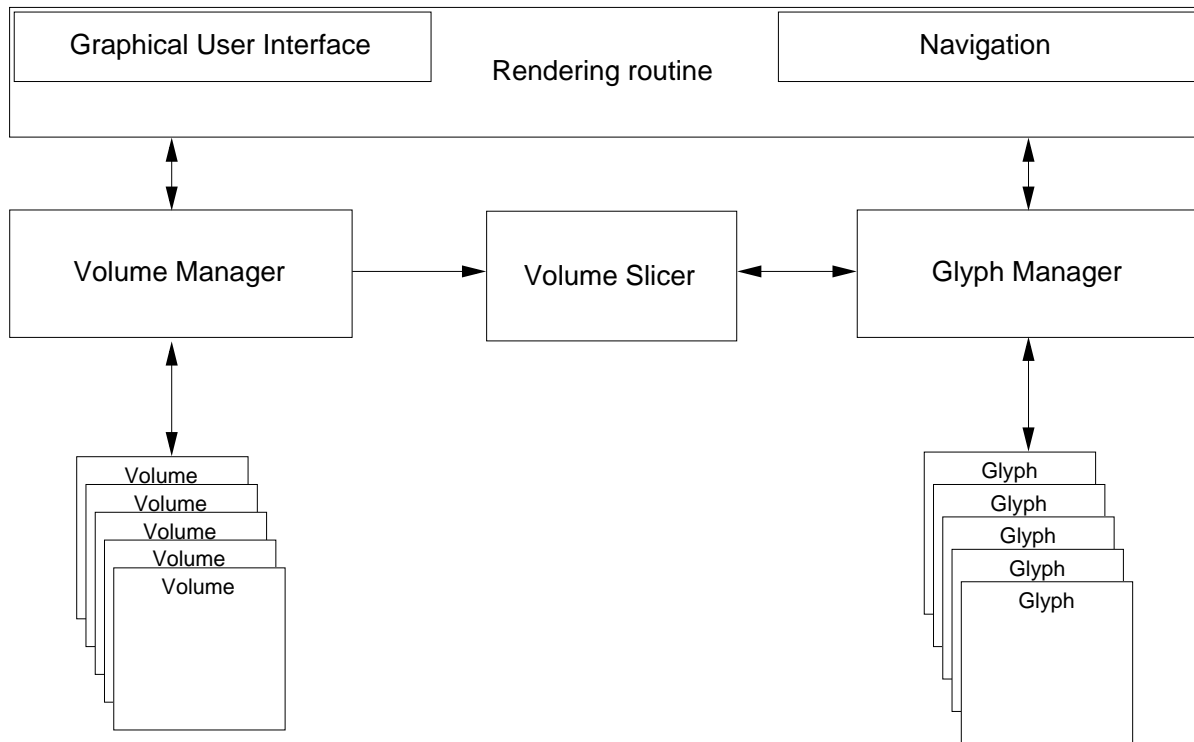 Graphical User Interface
Navigation
Rendering routine
Volume Manager
Volume Slicer
Glyph Manager
Volume
Volume
Volume
Volume
Volume
Glyph
Glyph
Glyph
Glyph
Glyph